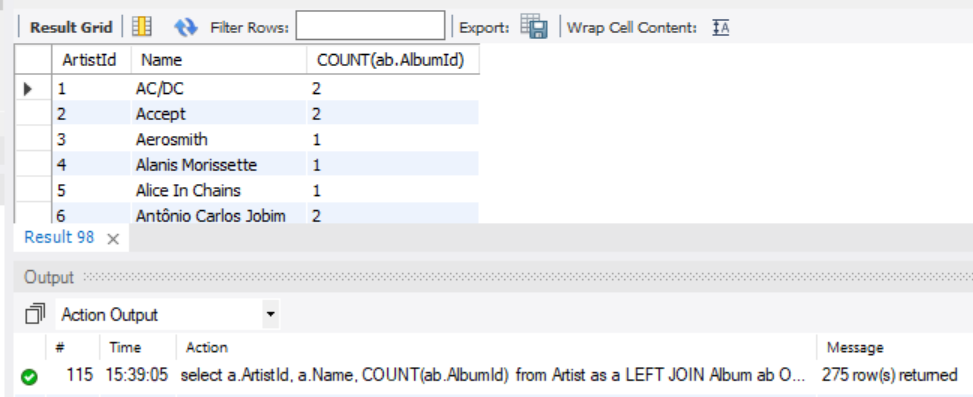 Result Grid Filter Rows: Export: Wrap Cell Content: IA
ArtistId Name COUNT(ab.AlbumId)
1 AC/DC 2
2 Accept 2
3 Aerosmith 1
4 Alanis Morissette 1
5 Alice In Chains 1
6 Antônio Carlos Jobim 2
Result 98
Output
Action Output
# Time Action Message
115 15:39:05 select a.ArtistId, a.Name, COUNT(ab.AlbumId) from Artist as a LEFT JOIN Album ab O... 275 row(s) returned